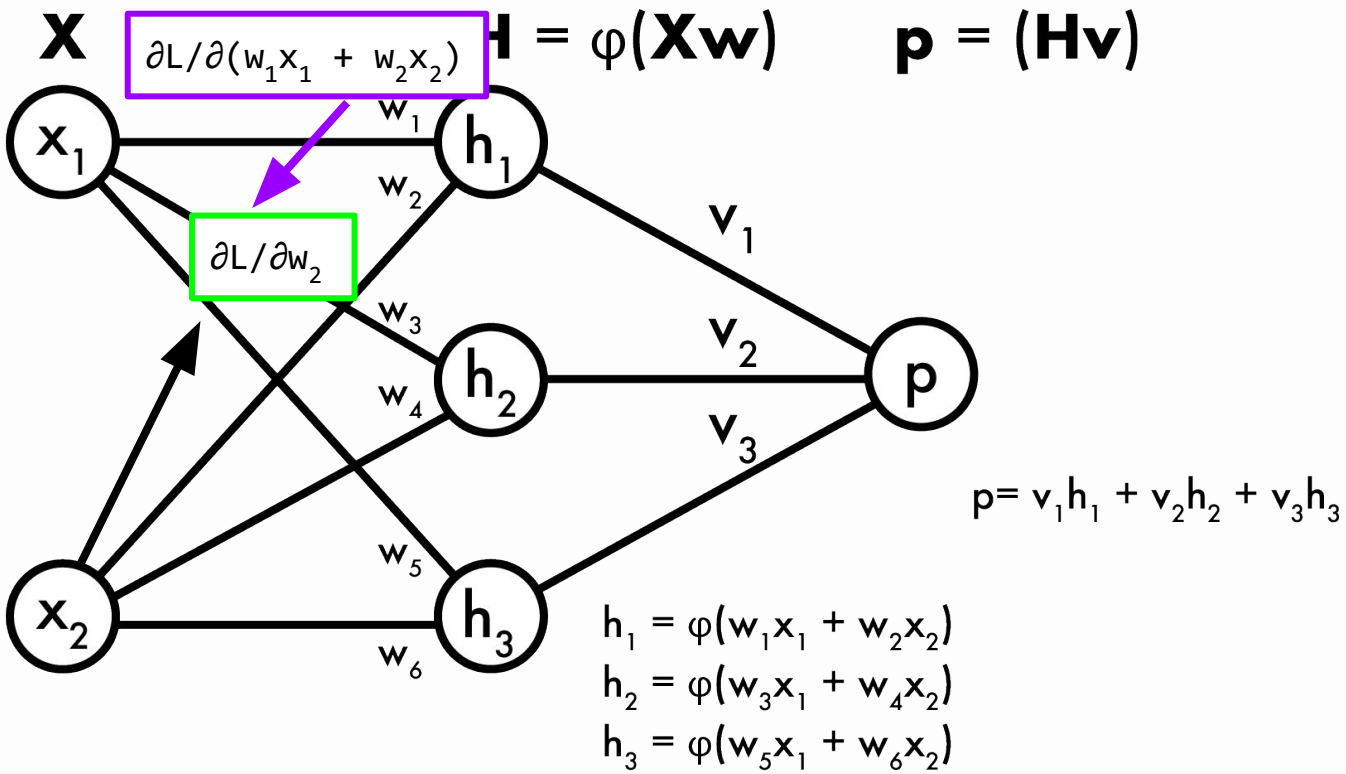 X
∂L/∂(w₁x₁ + w₂x₂)
H = φ(Xw)
p = (Hv)
x₁
w₁
h₁
w₂
v₁
∂L/∂w₂
w₃
h₂
w₄
v₂
p
v₃
p= v₁h₁ + v₂h₂ + v₃h₃
w₅
x₂
h₃
w₆
h₁ = φ(w₁x₁ + w₂x₂)
h₂ = φ(w₃x₁ + w₄x₂)
h₃ = φ(w₅x₁ + w₆x₂)